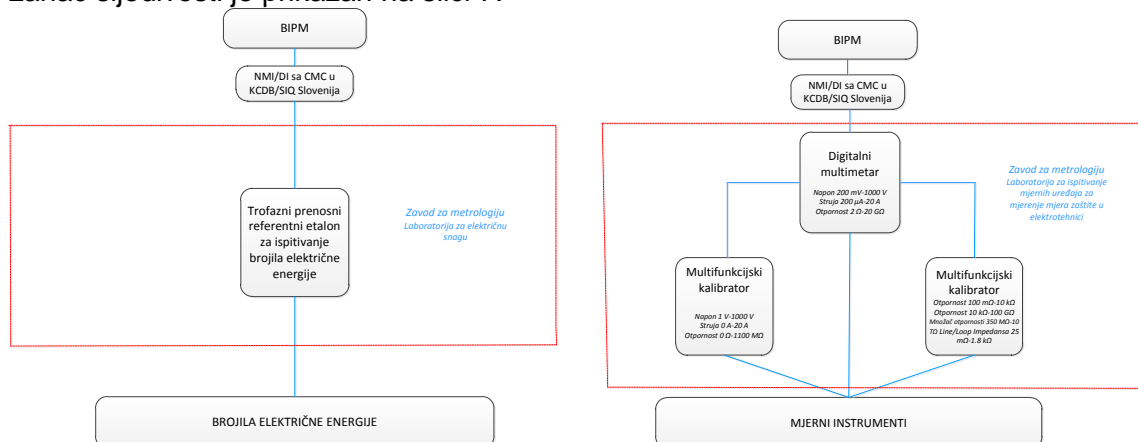 BIPM
NMI/DI sa CMC u
KCDB/SIQ Slovenija
Trofazni prenosni
referentni etalon
za ispitivanje
brojila električne
energije
Zavod za metrologiju
Laboratorija za električnu
snagu
BROJILA ELEKTRIČNE ENERGIJE
BIPM
NMI/DI sa CMC u
KCDB/SIQ Slovenija
Digitalni
multimetar
Napon 200 mV-1000 V
Struja 200 µA-20 A
Otpornost 2 Ω-20 GΩ
Zavod za metrologiju
Laboratorija za ispitivanje
mjernih uređaja za
mjerenje mjera zaštite u
elektrotehnici
Multifunkcijski
kalibrator
Napon 1 V-1000 V
Struja 0 A-20 A
Otpornost 0 Ω-1100 MΩ
Multifunkcijski
kalibrator
Otpornost 100 mΩ-10 kΩ
Otpornost 10 kΩ-100 GΩ
Množač otpornosti 350 MΩ-10
TΩ Line/Loop Impedansa 25
mΩ-1.8 kΩ
MJERNI INSTRUMENTI